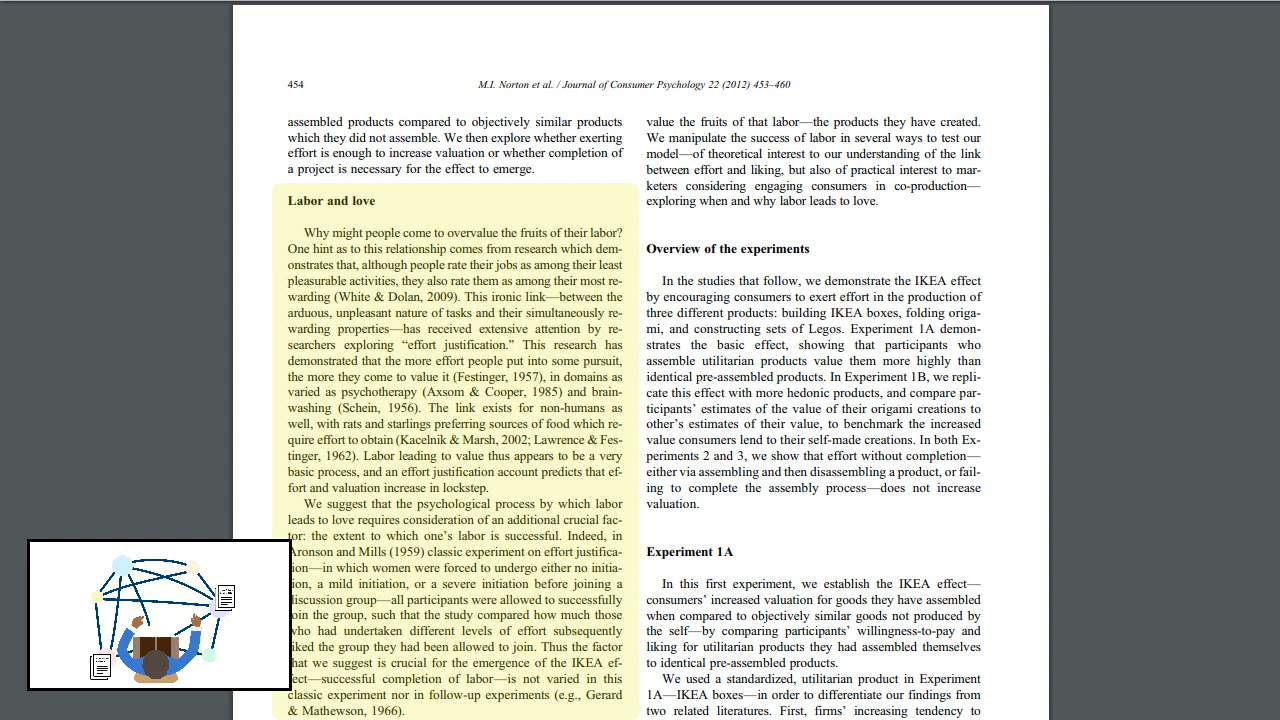 454
M.I. Norton et al. / Journal of Consumer Psychology 22 (2012) 453–460
assembled products compared to objectively similar products
which they did not assemble. We then explore whether exerting
effort is enough to increase valuation or whether completion of
a project is necessary for the effect to emerge.
Labor and love
Why might people come to overvalue the fruits of their labor?
One hint as to this relationship comes from research which dem-
onstrates that, although people rate their jobs as among their least
pleasurable activities, they also rate them as among their most re-
warding (White & Dolan, 2009). This ironic link—between the
arduous, unpleasant nature of tasks and their simultaneously re-
warding properties—has received extensive attention by re-
searchers exploring “effort justification.” This research has
demonstrated that the more effort people put into some pursuit,
the more they come to value it (Festinger, 1957), in domains as
varied as psychotherapy (Axsom & Cooper, 1985) and brain-
washing (Schein, 1956). The link exists for non-humans as
well, with rats and starlings preferring sources of food which re-
quire effort to obtain (Kacelnik & Marsh, 2002; Lawrence & Fes-
tinger, 1962). Labor leading to value thus appears to be a very
basic process, and an effort justification account predicts that ef-
fort and valuation increase in lockstep.
We suggest that the psychological process by which labor
leads to love requires consideration of an additional crucial fac-
tor: the extent to which one’s labor is successful. Indeed, in
Aronson and Mills (1959) classic experiment on effort justifica-
tion—in which women were forced to undergo either no initia-
tion, a mild initiation, or a severe initiation before joining a
discussion group—all participants were allowed to successfully
join the group, such that the study compared how much those
who had undertaken different levels of effort subsequently
liked the group they had been allowed to join. Thus the factor
that we suggest is crucial for the emergence of the IKEA ef-
fect—successful completion of labor—is not varied in this
classic experiment nor in follow-up experiments (e.g., Gerard
& Mathewson, 1966).
value the fruits of that labor—the products they have created.
We manipulate the success of labor in several ways to test our
model—of theoretical interest to our understanding of the link
between effort and liking, but also of practical interest to mar-
keters considering engaging consumers in co-production—
exploring when and why labor leads to love.
Overview of the experiments
In the studies that follow, we demonstrate the IKEA effect
by encouraging consumers to exert effort in the production of
three different products: building IKEA boxes, folding origa-
mi, and constructing sets of Legos. Experiment 1A demon-
strates the basic effect, showing that participants who
assemble utilitarian products value them more highly than
identical pre-assembled products. In Experiment 1B, we repli-
cate this effect with more hedonic products, and compare par-
ticipants’ estimates of the value of their origami creations to
other’s estimates of their value, to benchmark the increased
value consumers lend to their self-made creations. In both Ex-
periments 2 and 3, we show that effort without completion—
either via assembling and then disassembling a product, or fail-
ing to complete the assembly process—does not increase
valuation.
Experiment 1A
In this first experiment, we establish the IKEA effect—
consumers’ increased valuation for goods they have assembled
when compared to objectively similar goods not produced by
the self—by comparing participants’ willingness-to-pay and
liking for utilitarian products they had assembled themselves
to identical pre-assembled products.
We used a standardized, utilitarian product in Experiment
1A—IKEA boxes—in order to differentiate our findings from
two related literatures. First, firms’ increasing tendency to